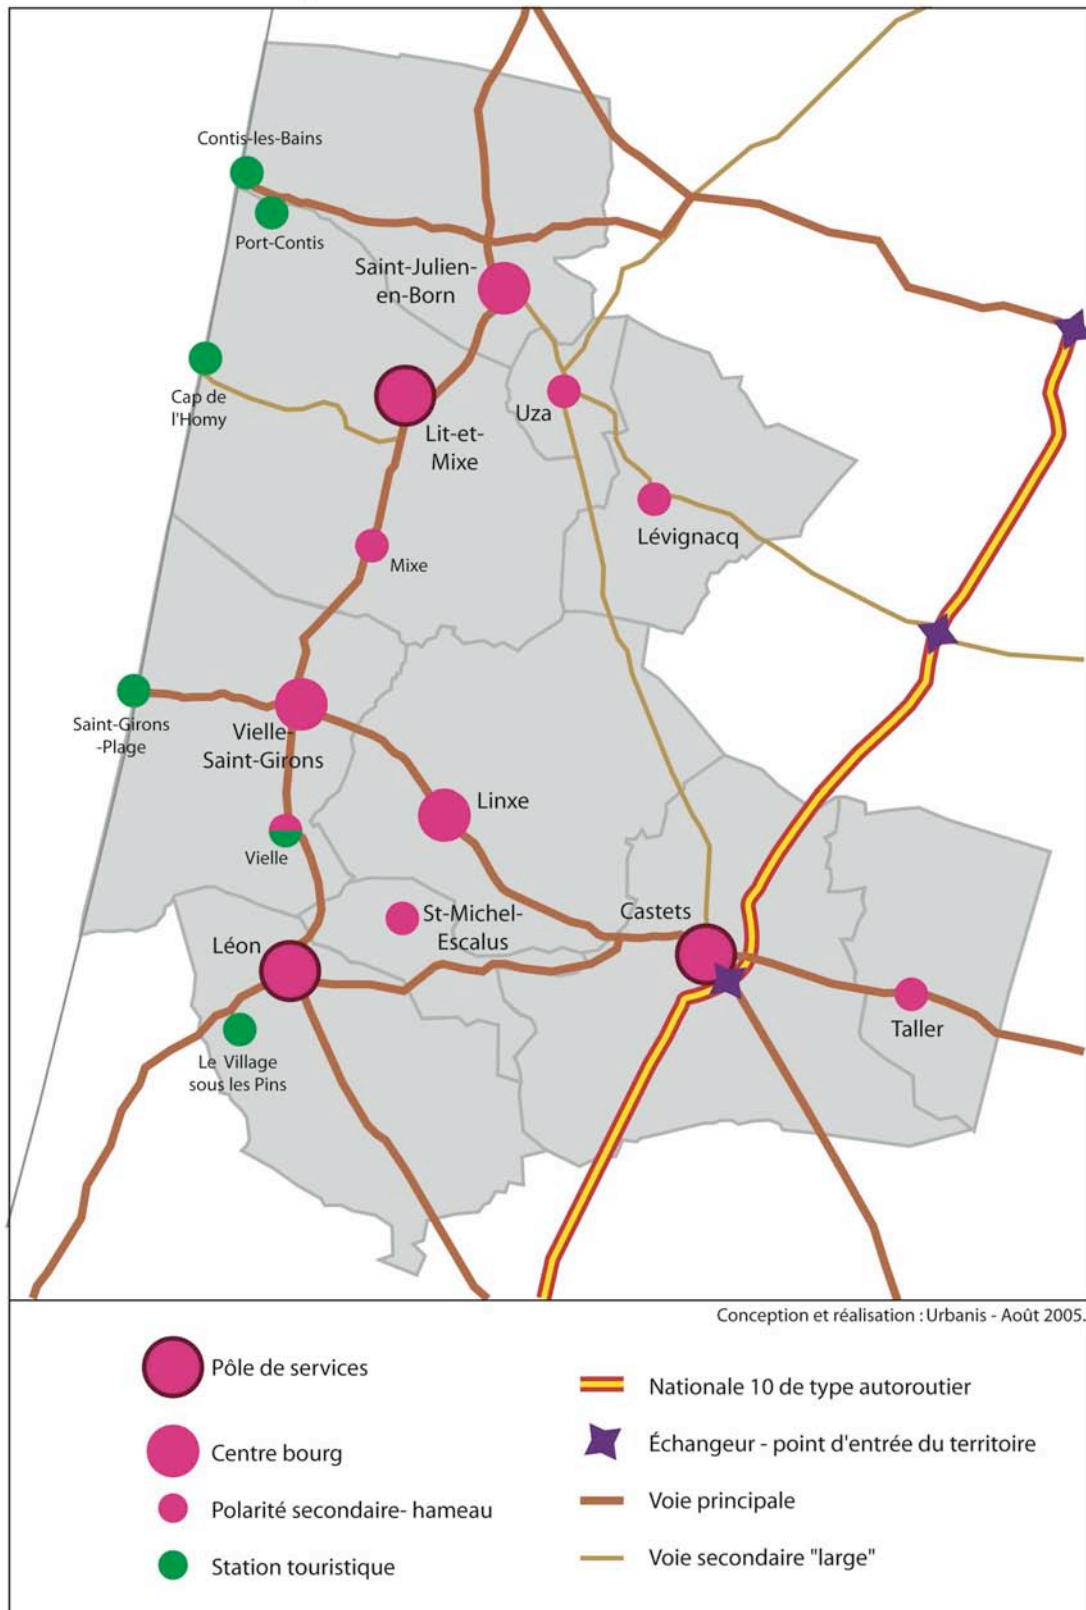 Contis-les-Bains
Port-Contis
Saint-Julien-
en-Born
Cap de
l'Homy
Uza
Lit-et-
Mixe
Lévignacq
Mixe
Saint-Girons
-Plage
Vielle-
Saint-Girons
Linxe
Vielle
Castets
St-Michel-
Escalus
Léon
Taller
Le Village
sous les Pins
Conception et réalisation : Urbanis - Août 2005.
Pôle de services
Centre bourg
Polarité secondaire- hameau
Station touristique
Nationale 10 de type autoroutier
Échangeur - point d'entrée du territoire
Voie principale
Voie secondaire "large"